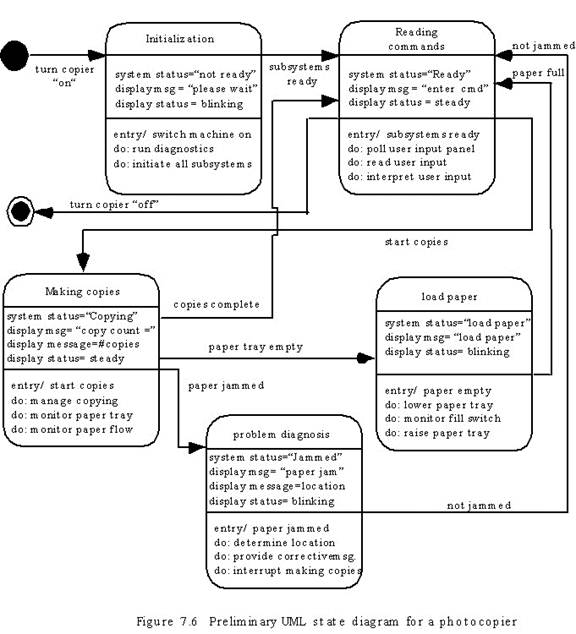 Initialization
system status=“not ready”
displaymsg = “please wait”
display status = blinking
entry/ switch machine on
do: run diagnostics
do: initiate all subsystems
turn copier
“on”
subsystems
ready
Reading
commands
system status=“Ready”
display msg = “enter cmd”
display status = steady
entry/ subsystems ready
do: poll user input panel
do: read user input
do: interpret user input
not jammed
paper full
turn copier “off”
start copies
Making copies
system status=“Copying”
display msg= “copy count =”
display message=#copies
display status= steady
entry/ start copies
do: manage copying
do: monitor paper tray
do: monitor paper flow
copies complete
paper tray empty
paper jammed
load paper
system status=“load paper”
display msg= “load paper”
display status= blinking
entry/ paper empty
do: lower paper tray
do: monitor fill switch
do: raise paper tray
problem diagnosis
system status=“Jammed”
display msg= “paper jam”
display message=location
display status= blinking
entry/ paper jammed
do: determine location
do: provide correctivemsg.
do: interrupt making copies
not jammed
Figure 7.6 Preliminary UML state diagram for a photocopier